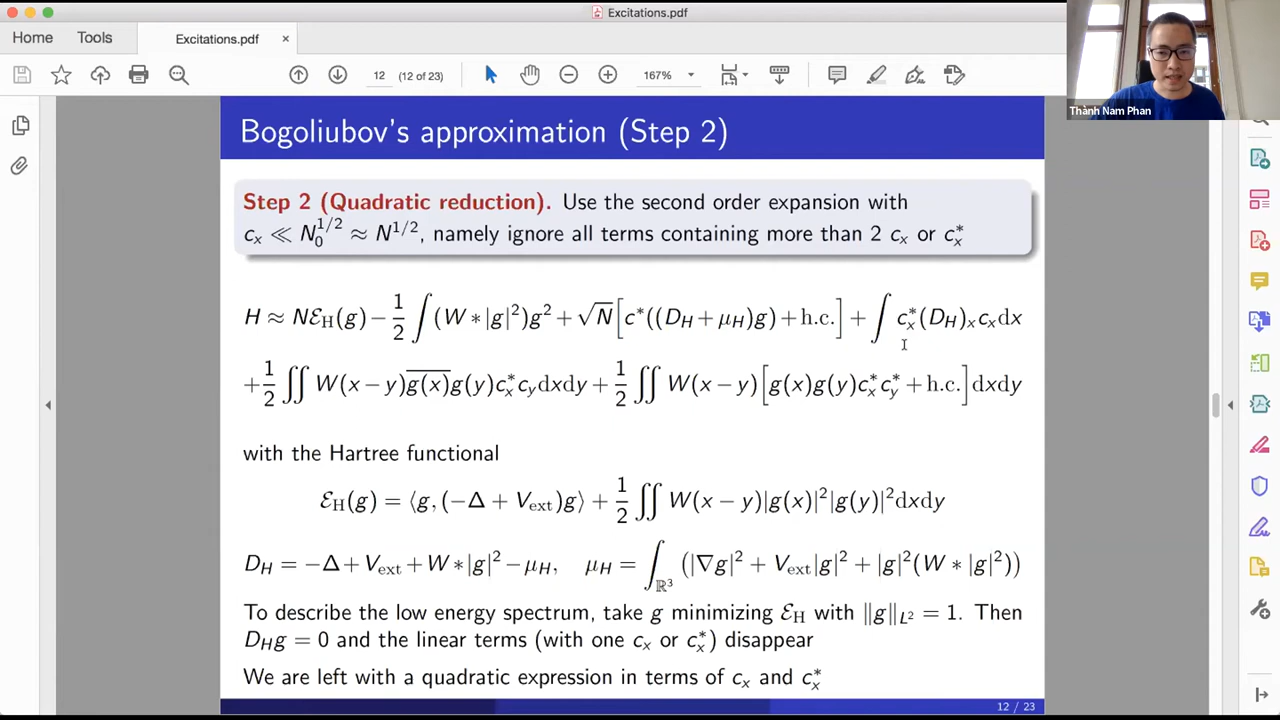 Excitations.pdf
Home Tools Excitations.pdf ×
12 (12 of 23) 167%
Thành Nam Phan
Bogoliubov's approximation (Step 2)
Step 2 (Quadratic reduction). Use the second order expansion with
c_x ≪ N_0^{1/2} ≈ N^{1/2}, namely ignore all terms containing more than 2 c_x or c_x^*
H ≈ Nℰ_H(g) − 1/2 ∫(W∗|g|²)g² + √N[c*((D_H + μ_H)g) + h.c.] + ∫ c_x^*(D_H)_x c_x dx
+ 1/2 ∬ W(x − y)\overline{g(x)}g(y)c_x^* c_y dxdy + 1/2 ∬ W(x − y)[g(x)g(y)c_x^* c_y^* + h.c.]dxdy
with the Hartree functional
ℰ_H(g) = ⟨g, (−Δ + V_ext)g⟩ + 1/2 ∬ W(x − y)|g(x)|²|g(y)|²dxdy
D_H = −Δ + V_ext + W∗|g|² − μ_H, μ_H = ∫_{ℝ³} (|∇g|² + V_ext|g|² + |g|²(W∗|g|²))
To describe the low energy spectrum, take g minimizing ℰ_H with ‖g‖_{L²} = 1. Then
D_H g = 0 and the linear terms (with one c_x or c_x^*) disappear
We are left with a quadratic expression in terms of c_x and c_x^*
12 / 23